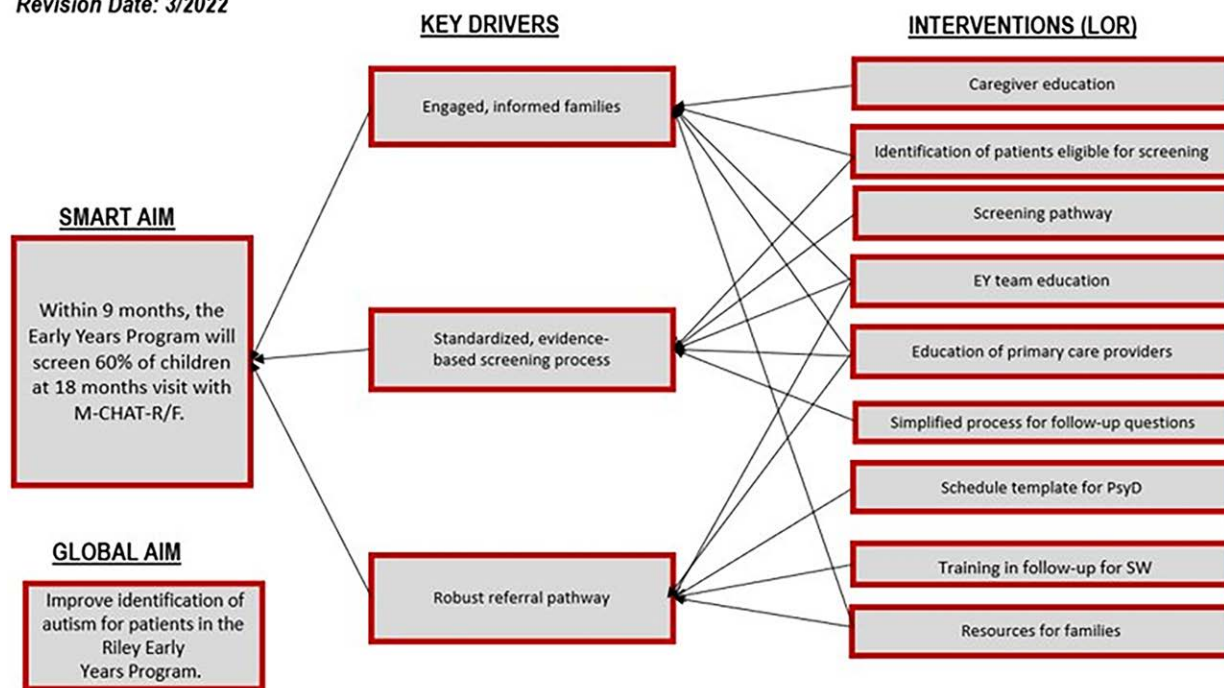 Revision Date: 3/2022
KEY DRIVERS
INTERVENTIONS (LOR)
Engaged, informed families
Caregiver education
Identification of patients eligible for screening
SMART AIM
Screening pathway
Within 9 months, the
Early Years Program will
screen 60% of children
at 18 months visit with
M-CHAT-R/F.
Standardized, evidence-
based screening process
EY team education
Education of primary care providers
Simplified process for follow-up questions
Schedule template for PsyD
GLOBAL AIM
Improve identification of
autism for patients in the
Riley Early
Years Program.
Robust referral pathway
Training in follow-up for SW
Resources for families